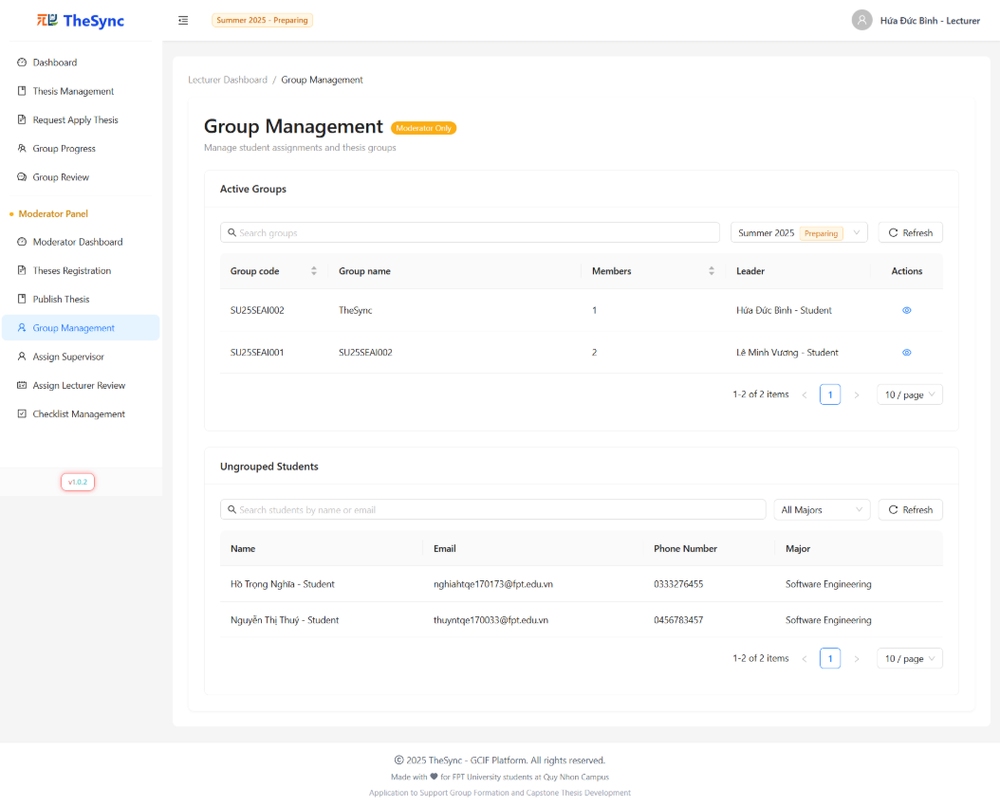 TheSync
Summer 2025 - Preparing
Hứa Đức Bình - Lecturer
Dashboard
Thesis Management
Request Apply Thesis
Group Progress
Group Review
Moderator Panel
Moderator Dashboard
Theses Registration
Publish Thesis
Group Management
Assign Supervisor
Assign Lecturer Review
Checklist Management
v1.0.2
Lecturer Dashboard / Group Management
Group Management Moderator Only
Manage student assignments and thesis groups
Active Groups
Search groups Summer 2025 Preparing Refresh
Group code Group name Members Leader Actions
SU25SEAI002 TheSync 1 Hứa Đức Bình - Student
SU25SEAI001 SU25SEAI002 2 Lê Minh Vương - Student
1-2 of 2 items < 1 > 10 / page
Ungrouped Students
Search students by name or email All Majors Refresh
Name Email Phone Number Major
Hồ Trọng Nghĩa - Student nghiahtqe170173@fpt.edu.vn 0333276455 Software Engineering
Nguyễn Thị Thuý - Student thuyntqe170033@fpt.edu.vn 0456783457 Software Engineering
1-2 of 2 items < 1 > 10 / page
© 2025 TheSync - GCIF Platform. All rights reserved.
Made with ♥ for FPT University students at Quy Nhon Campus
Application to Support Group Formation and Capstone Thesis Development